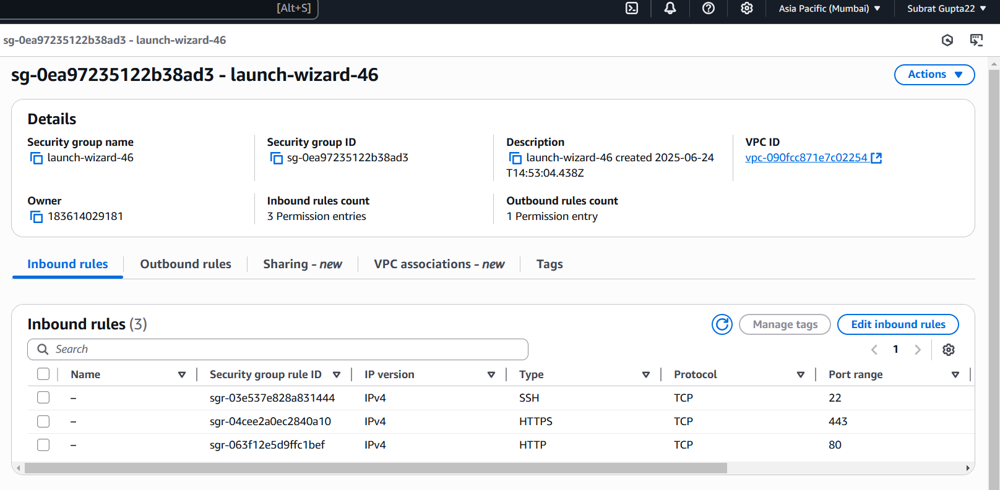 [Alt+S] Asia Pacific (Mumbai) Subrat Gupta22
sg-0ea97235122b38ad3 - launch-wizard-46
sg-0ea97235122b38ad3 - launch-wizard-46 Actions
Details
Security group name Security group ID Description VPC ID
launch-wizard-46 sg-0ea97235122b38ad3 launch-wizard-46 created 2025-06-24 vpc-090fcc871e7c02254
T14:53:04.438Z
Owner Inbound rules count Outbound rules count
183614029181 3 Permission entries 1 Permission entry
Inbound rules Outbound rules Sharing - new VPC associations - new Tags
Inbound rules (3) Manage tags Edit inbound rules
Search 1
Name Security group rule ID IP version Type Protocol Port range
– sgr-03e537e828a831444 IPv4 SSH TCP 22
– sgr-04cee2a0ec2840a10 IPv4 HTTPS TCP 443
– sgr-063f12e5d9ffc1bef IPv4 HTTP TCP 80